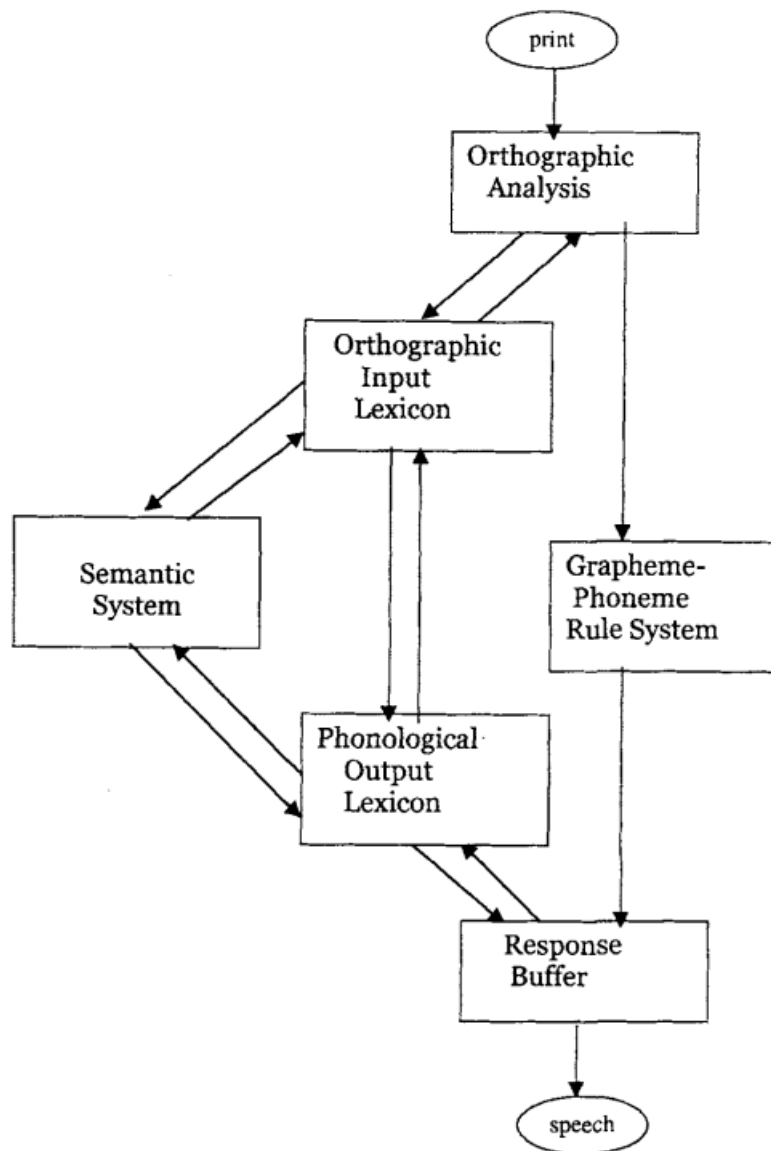 print
Orthographic
Analysis
Orthographic
Input
Lexicon
Semantic
System
Grapheme-
Phoneme
Rule System
Phonological
Output
Lexicon
Response
Buffer
speech